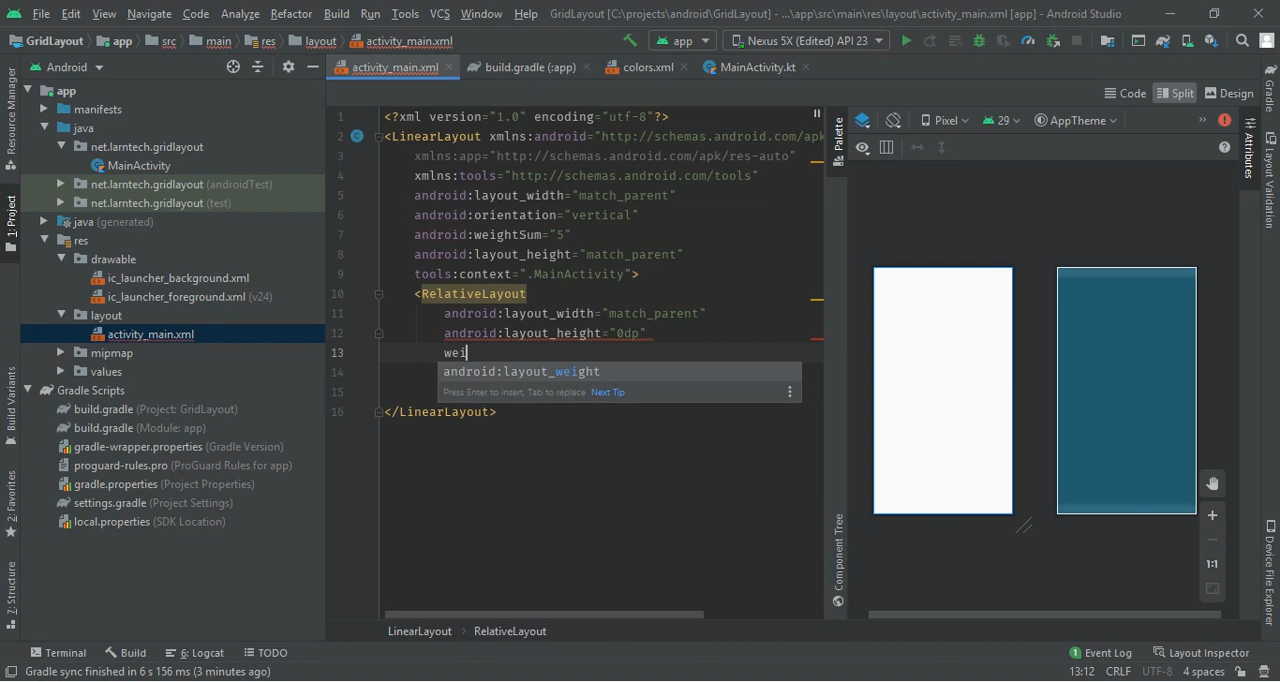 File Edit View Navigate Code Analyze Refactor Build Run Tools VCS Window Help GridLayout [C:\projects\android\GridLayout] - ...\app\src\main\res\layout\activity_main.xml [app] - Android Studio
GridLayout app src main res layout activity_main.xml app Nexus 5X (Edited) API 23
Android activity_main.xml build.gradle (:app) colors.xml MainActivity.kt
Code Split Design
Resource Manager
1: Project
Build Variants
2: Favorites
7: Structure
app
manifests
java
net.larntech.gridlayout
MainActivity
net.larntech.gridlayout (androidTest)
net.larntech.gridlayout (test)
java (generated)
res
drawable
ic_launcher_background.xml
ic_launcher_foreground.xml (v24)
layout
activity_main.xml
mipmap
values
Gradle Scripts
build.gradle (Project: GridLayout)
build.gradle (Module: app)
gradle-wrapper.properties (Gradle Version)
proguard-rules.pro (ProGuard Rules for app)
gradle.properties (Project Properties)
settings.gradle (Project Settings)
local.properties (SDK Location)
1 <?xml version="1.0" encoding="utf-8"?>
2 <LinearLayout xmlns:android="http://schemas.android.com/apk
3 xmlns:app="http://schemas.android.com/apk/res-auto"
4 xmlns:tools="http://schemas.android.com/tools"
5 android:layout_width="match_parent"
6 android:orientation="vertical"
7 android:weightSum="5"
8 android:layout_height="match_parent"
9 tools:context=".MainActivity">
10 <RelativeLayout
11 android:layout_width="match_parent"
12 android:layout_height="0dp"
13 wei
14 android:layout_weight
15 Press Enter to insert, Tab to replace Next Tip
16 </LinearLayout>
LinearLayout RelativeLayout
Palette
Component Tree
Pixel 29 AppTheme
1:1
Attributes
Gradle
Layout Validation
Device File Explorer
Terminal Build 6: Logcat TODO 1 Event Log Layout Inspector
Gradle sync finished in 6 s 156 ms (3 minutes ago) 13:12 CRLF UTF-8 4 spaces